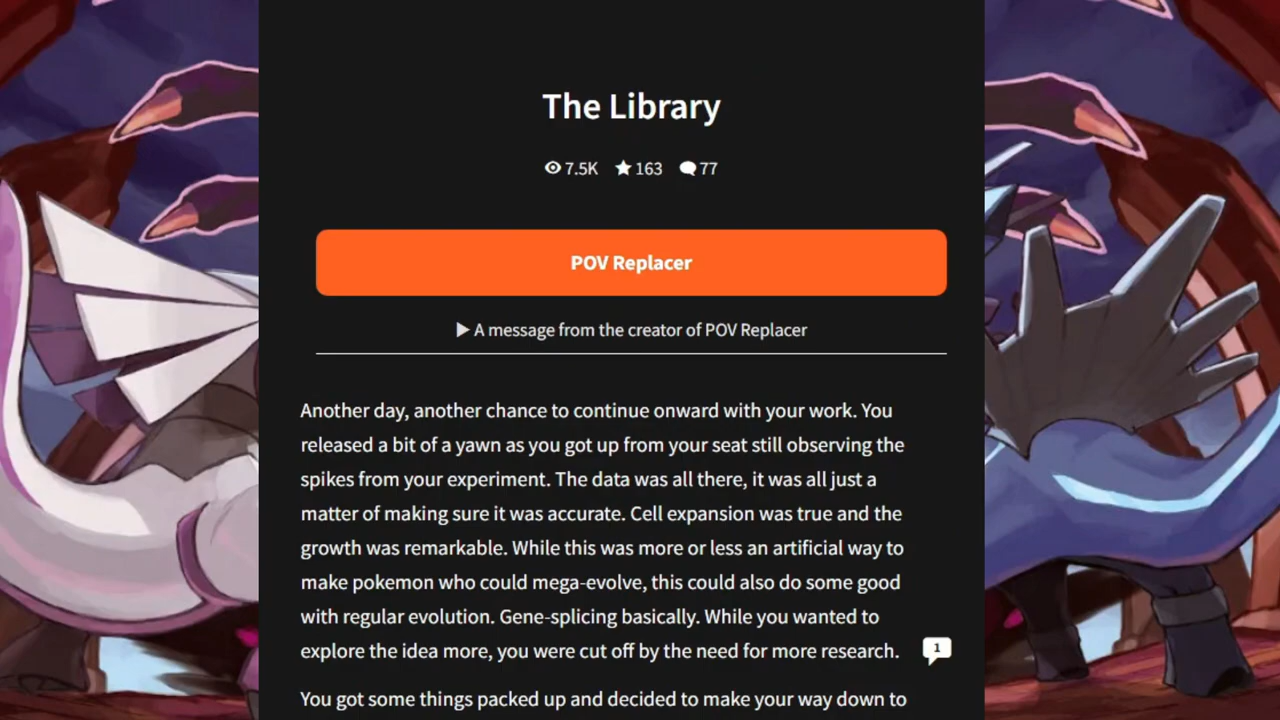 The Library
7.5K 163 77
POV Replacer
▶ A message from the creator of POV Replacer
Another day, another chance to continue onward with your work. You
released a bit of a yawn as you got up from your seat still observing the
spikes from your experiment. The data was all there, it was all just a
matter of making sure it was accurate. Cell expansion was true and the
growth was remarkable. While this was more or less an artificial way to
make pokemon who could mega-evolve, this could also do some good
with regular evolution. Gene-splicing basically. While you wanted to
explore the idea more, you were cut off by the need for more research.
1
You got some things packed up and decided to make your way down to